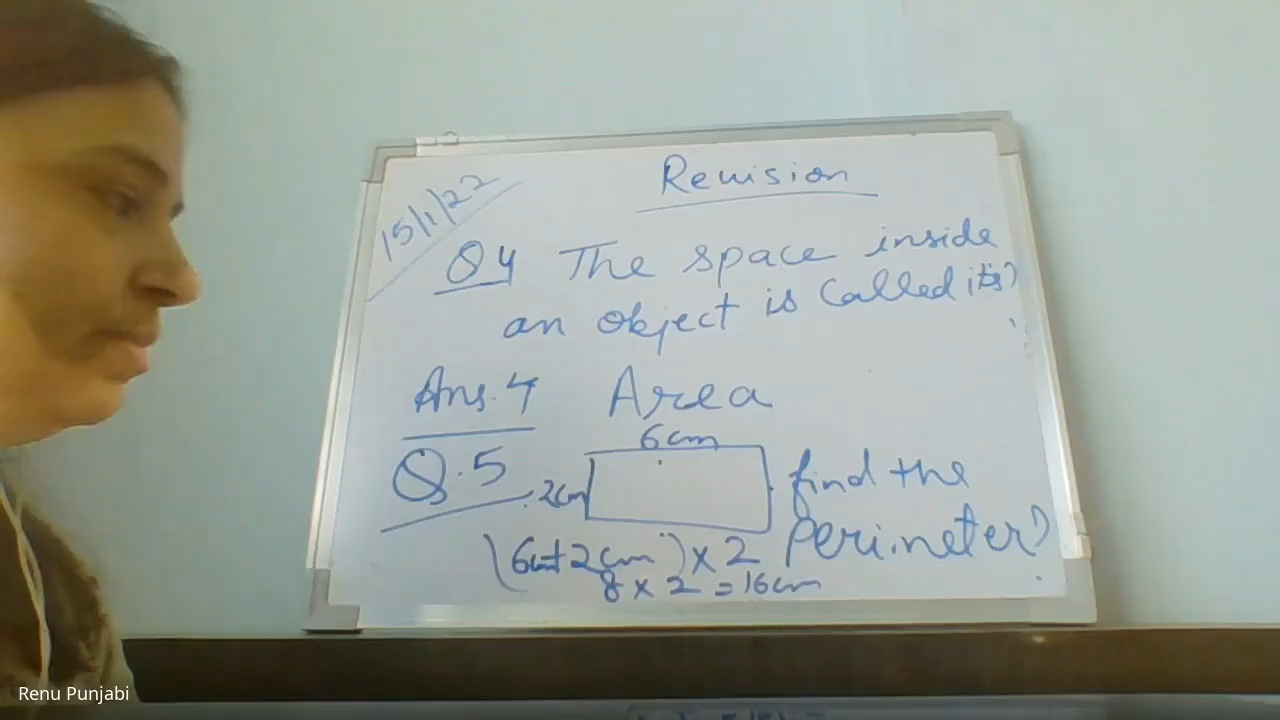 Revision
15/1/22
Q4 The space inside
an object is called its?
Ans. 4 Area
6cm
Q.5 2cm find the
Perimeter?
(6cm+2cm) x 2
8 x 2 = 16cm
Renu Punjabi